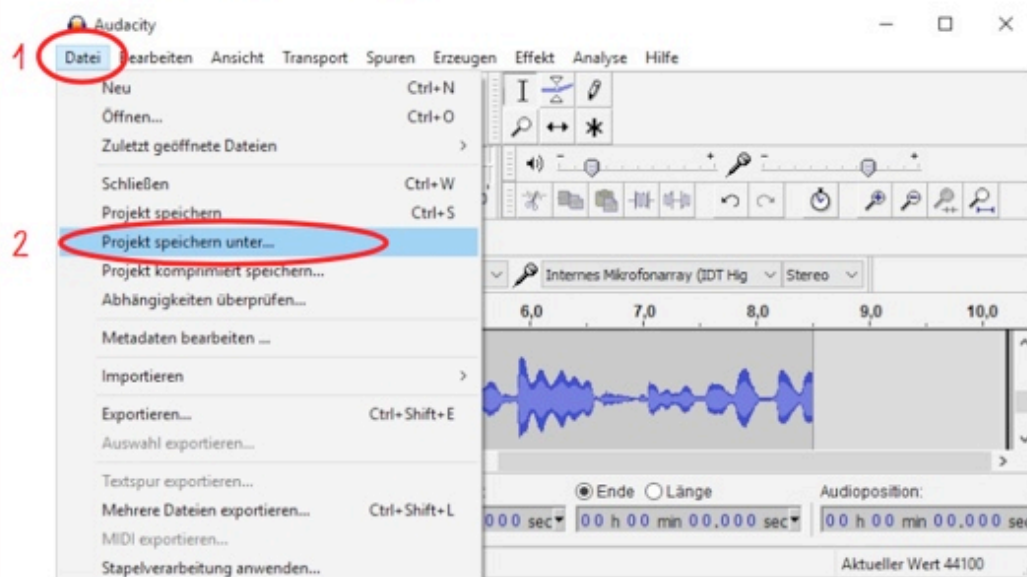 Audacity
1
Datei Bearbeiten Ansicht Transport Spuren Erzeugen Effekt Analyse Hilfe
Neu Ctrl+N
Öffnen... Ctrl+O
Zuletzt geöffnete Dateien
Schließen Ctrl+W
Projekt speichern Ctrl+S
2
Projekt speichern unter...
Projekt komprimiert speichern...
Abhängigkeiten überprüfen...
Metadaten bearbeiten ...
Importieren
Exportieren... Ctrl+Shift+E
Auswahl exportieren...
Textspur exportieren...
Mehrere Dateien exportieren... Ctrl+Shift+L
MIDI exportieren...
Stapelverarbeitung anwenden...
Internes Mikrofonarray (IDT Hig Stereo
6,0 7,0 8,0 9,0 10,0
Ende Länge Audioposition:
000 sec 00 h 00 min 00.000 sec 00 h 00 min 00.000
Aktueller Wert 44100